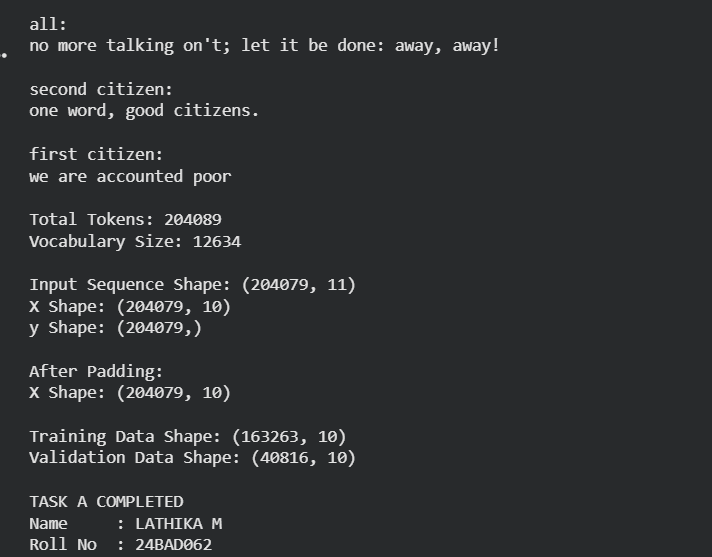 all:
no more talking on't; let it be done: away, away!
second citizen:
one word, good citizens.
first citizen:
we are accounted poor
Total Tokens: 204089
Vocabulary Size: 12634
Input Sequence Shape: (204079, 11)
X Shape: (204079, 10)
y Shape: (204079,)
After Padding:
X Shape: (204079, 10)
Training Data Shape: (163263, 10)
Validation Data Shape: (40816, 10)
TASK A COMPLETED
Name     : LATHIKA M
Roll No  : 24BAD062